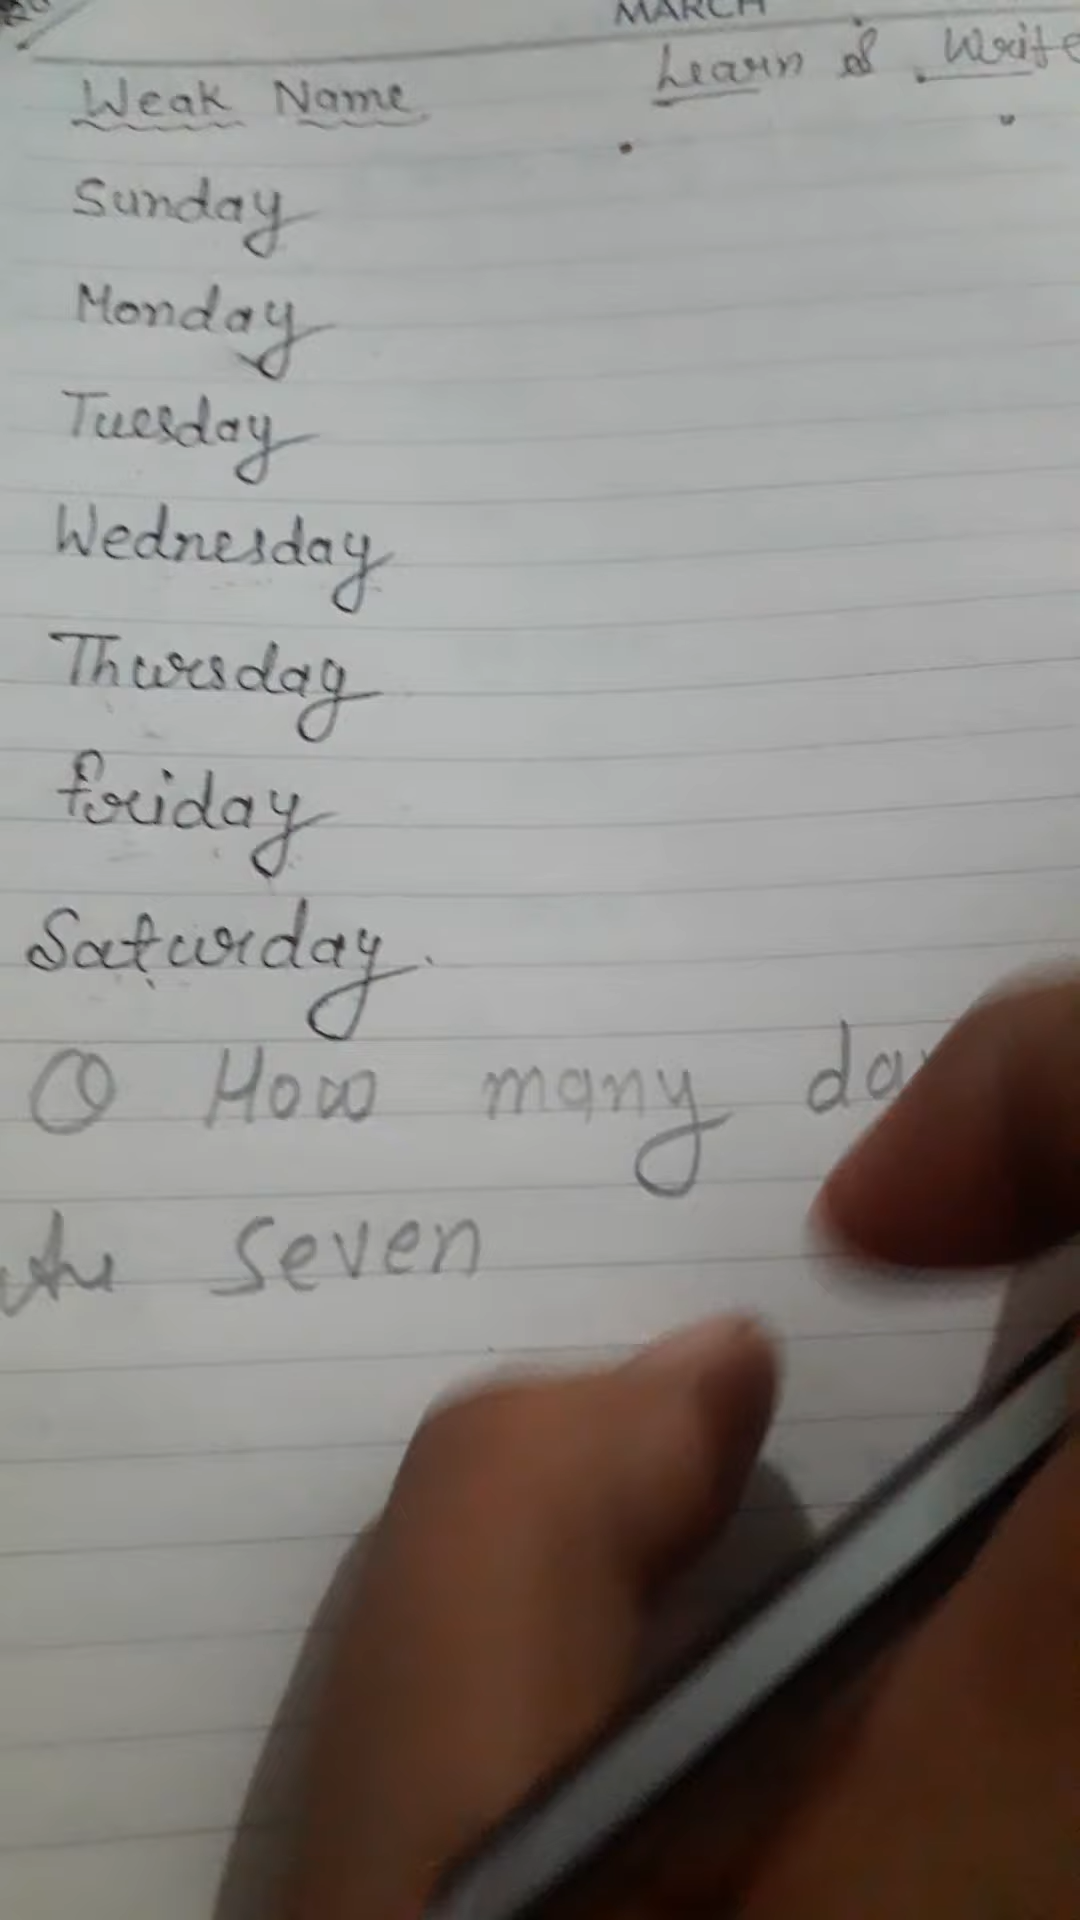 MARCH
Learn & Write
Weak Name
Sunday
Monday
Tuesday
Wednesday
Thursday
friday
Saturday.
Q How many
seven